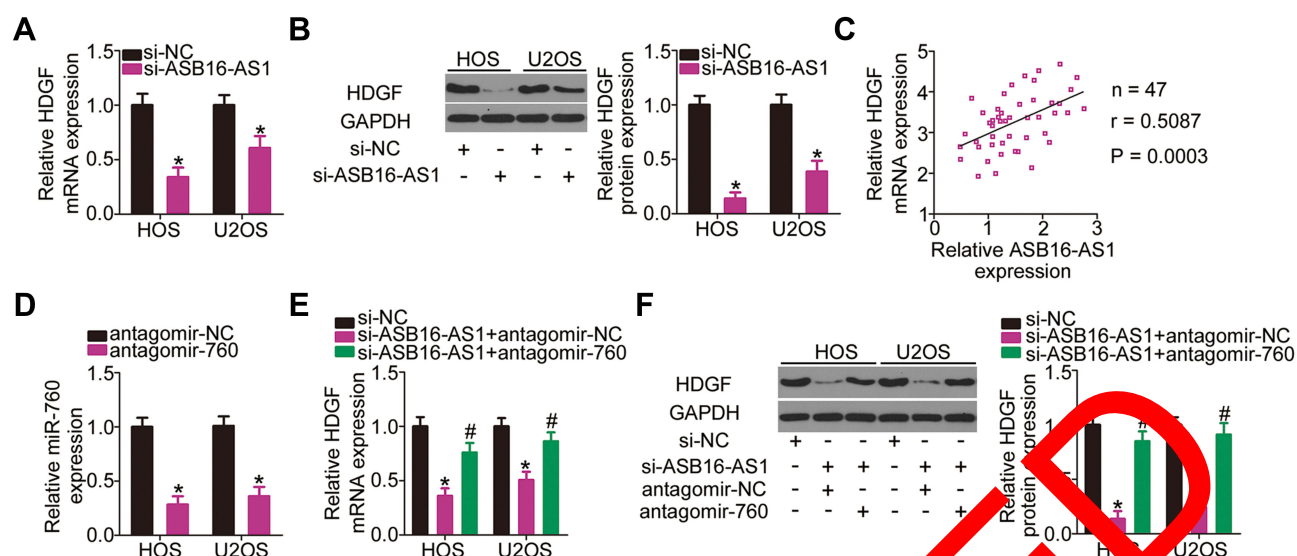 A
1.5
si-NC
si-ASB16-AS1
Relative HDGF
mRNA expression
1.0
0.5
0.0
*
*
HOS
U2OS
B
HOS
U2OS
HDGF
GAPDH
si-NC
+ - + -
si-ASB16-AS1
- + - +
1.5
si-NC
si-ASB16-AS1
Relative HDGF
protein expression
1.0
0.5
0.0
*
*
HOS
U2OS
C
5
4
3
2
1
Relative HDGF
mRNA expression
0
1
2
3
Relative ASB16-AS1
expression
n = 47
r = 0.5087
P = 0.0003
D
antagomir-NC
antagomir-760
1.5
1.0
0.5
0.0
Relative miR-760
expression
*
*
HOS
U2OS
E
si-NC
si-ASB16-AS1+antagomir-NC
si-ASB16-AS1+antagomir-760
1.5
1.0
0.5
0.0
Relative HDGF
mRNA expression
*
#
*
#
HOS
U2OS
F
HOS
U2OS
HDGF
GAPDH
si-NC
+ - - + - -
si-ASB16-AS1
- + + - + +
antagomir-NC
- + - - + -
antagomir-760
- - + - - +
si-NC
si-ASB16-AS1+antagomir-NC
si-ASB16-AS1+antagomir-760
1.5
Relative HDGF
protein expression
*
#
#
U2OS